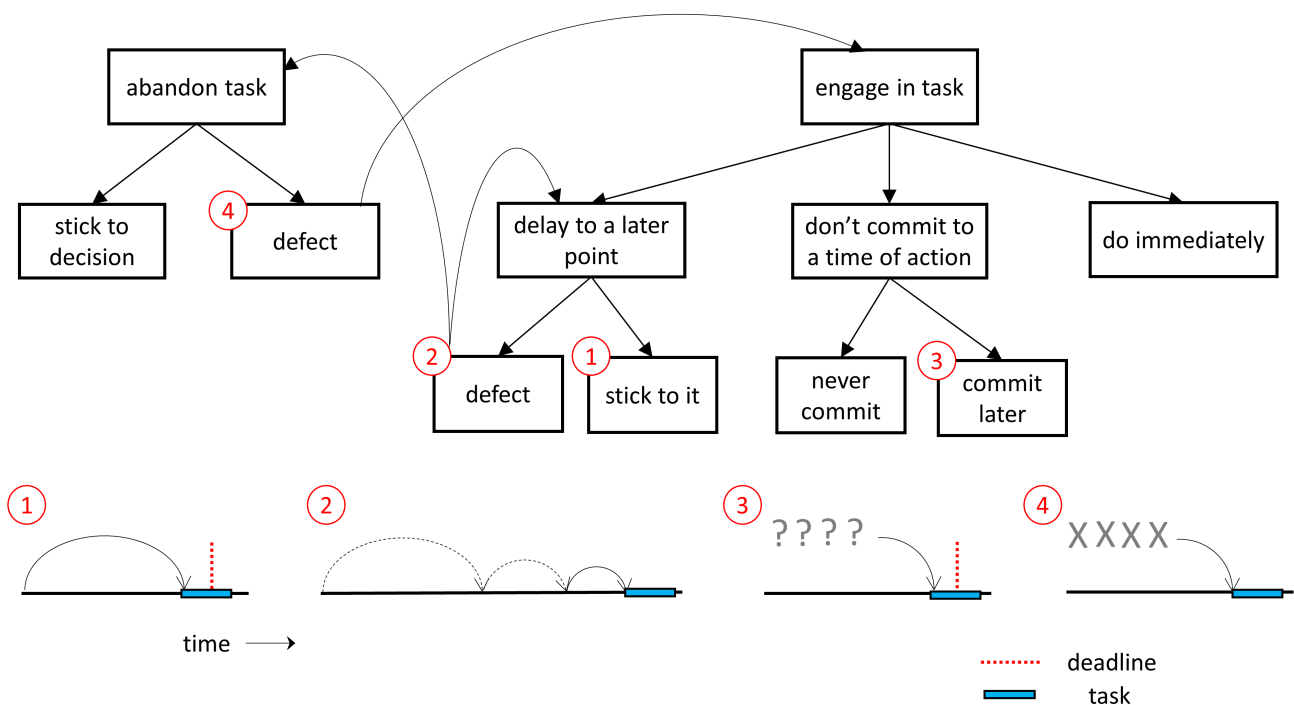 abandon task
engage in task
stick to
decision
4
defect
delay to a later
point
don't commit to
a time of action
do immediately
2
defect
1
stick to it
never
commit
3
commit
later
1
2
3
????
4
XXXX
time
deadline
task